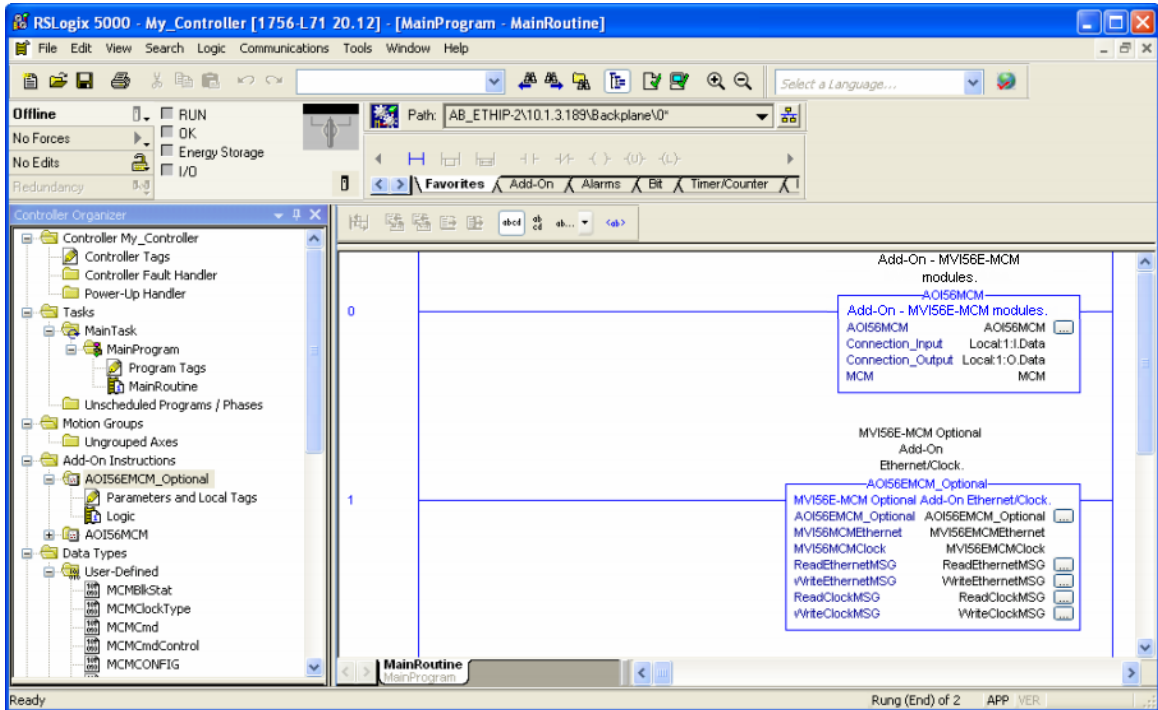 RSLogix 5000 - My_Controller [1756-L71 20.12] - [MainProgram - MainRoutine]
File Edit View Search Logic Communications Tools Window Help
Select a Language...
Offline
RUN
No Forces
OK
No Edits
Energy Storage
Redundancy
I/O
Path: AB_ETHIP-2\10.1.3.189\Backplane\0*
Favorites Add-On Alarms Bit Timer/Counter
Controller Organizer
Controller My_Controller
Controller Tags
Controller Fault Handler
Power-Up Handler
Tasks
MainTask
MainProgram
Program Tags
MainRoutine
Unscheduled Programs / Phases
Motion Groups
Ungrouped Axes
Add-On Instructions
AOI56EMCM_Optional
Parameters and Local Tags
Logic
AOI56MCM
Data Types
User-Defined
MCMBlkStat
MCMClockType
MCMCmd
MCMCmdControl
MCMCONFIG
abcd ab cd ab... <ab>
0
Add-On - MVI56E-MCM
modules.
AOI56MCM
Add-On - MVI56E-MCM modules.
AOI56MCM AOI56MCM ...
Connection_Input Local:1:I.Data
Connection_Output Local:1:O.Data
MCM MCM
1
MVI56E-MCM Optional
Add-On
Ethernet/Clock.
AOI56EMCM_Optional
MVI56E-MCM Optional Add-On Ethernet/Clock.
AOI56EMCM_Optional AOI56EMCM_Optional ...
MVI56MCMEthernet MVI56EMCMEthernet
MVI56MCMClock MVI56EMCMClock
ReadEthernetMSG ReadEthernetMSG ...
WriteEthernetMSG WriteEthernetMSG ...
ReadClockMSG ReadClockMSG ...
WriteClockMSG WriteClockMSG ...
MainRoutine
MainProgram
Ready
Rung (End) of 2 APP VER